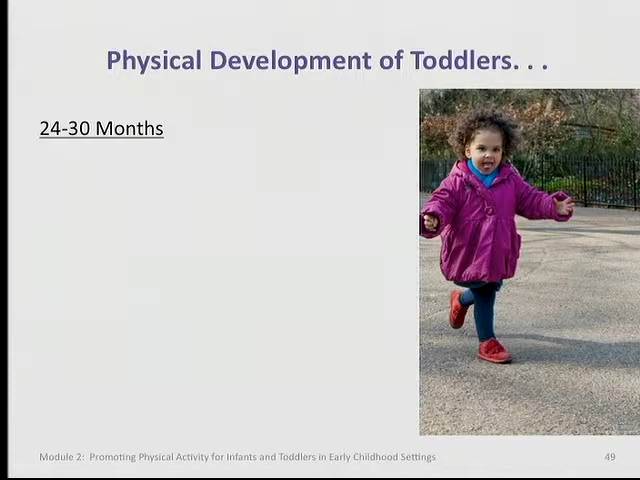 Physical Development of Toddlers. . .
24-30 Months
Module 2:  Promoting Physical Activity for Infants and Toddlers in Early Childhood Settings
49